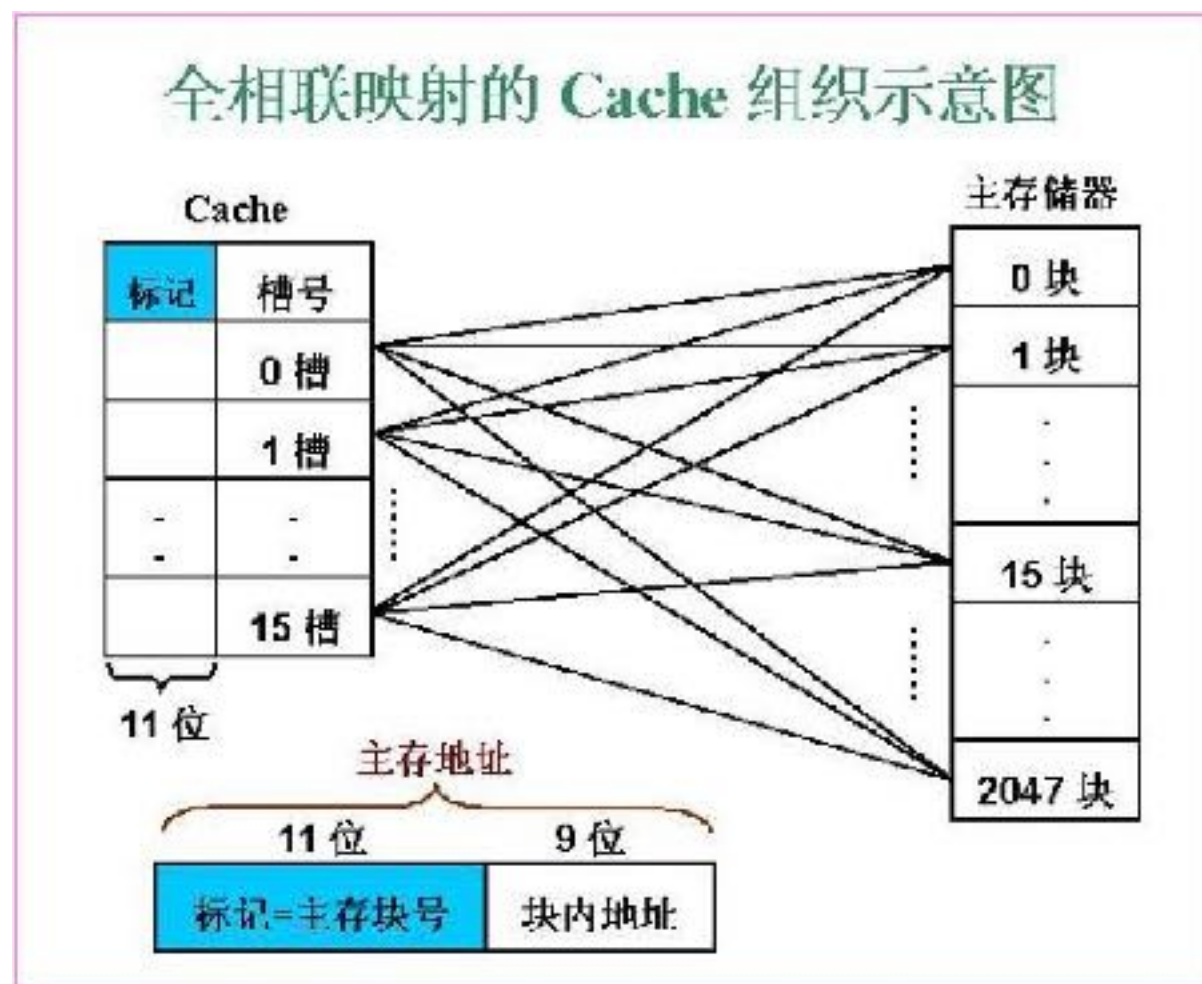 全相联映射的 Cache 组织示意图
Cache
标记 槽号
0 槽
1 槽
15 槽
11 位
主存储器
0 块
1 块
15 块
2047 块
主存地址
11 位 9 位
标记=主存块号 块内地址